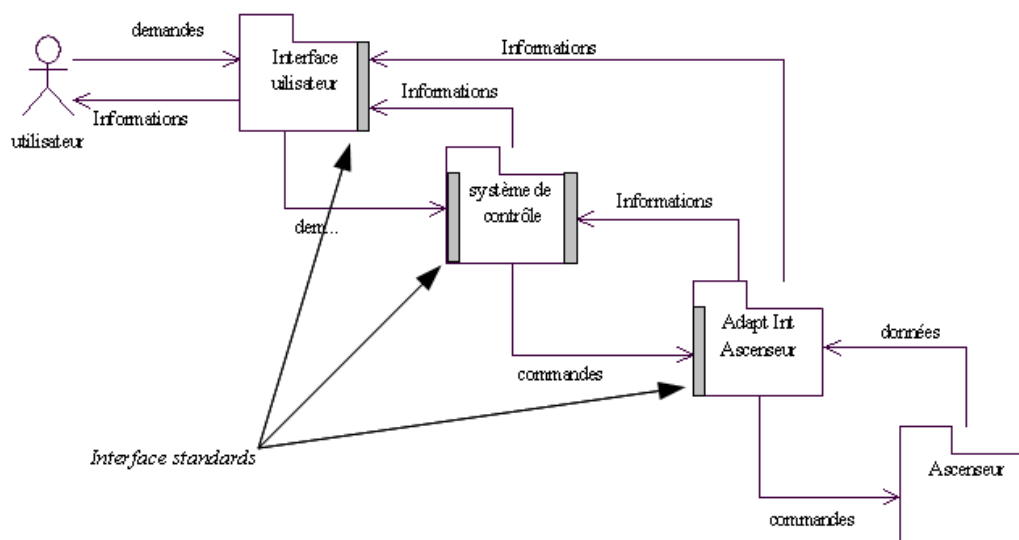 demandes
Informations
Interface
uilisateur
Informations
Informations
utilisateur
système de
contrôle
Informations
dem...
Adapt Int
Ascenseur
données
commandes
Interface standards
Ascenseur
commandes